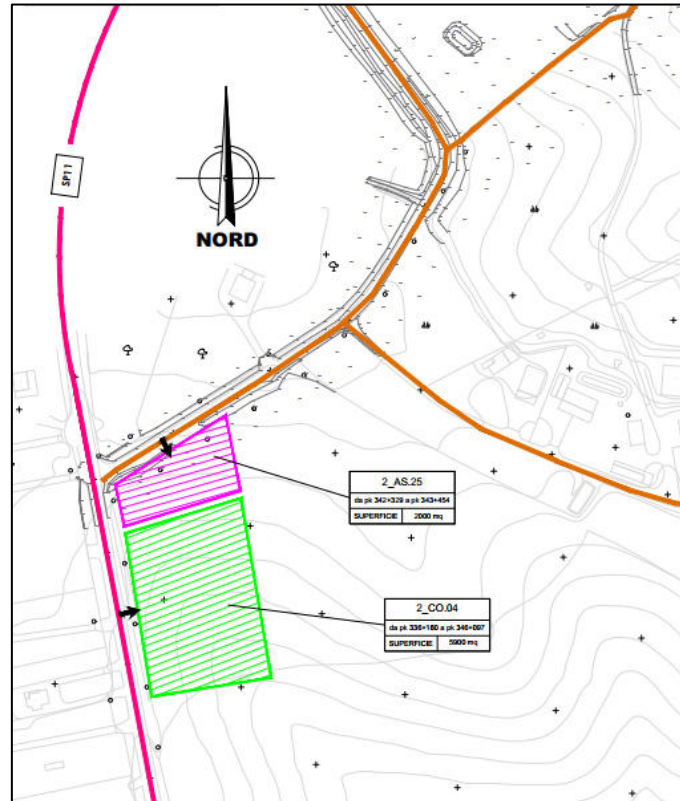 SP11
NORD
2_AS.25
da pk 342+329 a pk 343+454
SUPERFICIE 2000 mq
2_CO.04
da pk 336+160 a pk 346+097
SUPERFICIE 5900 mq